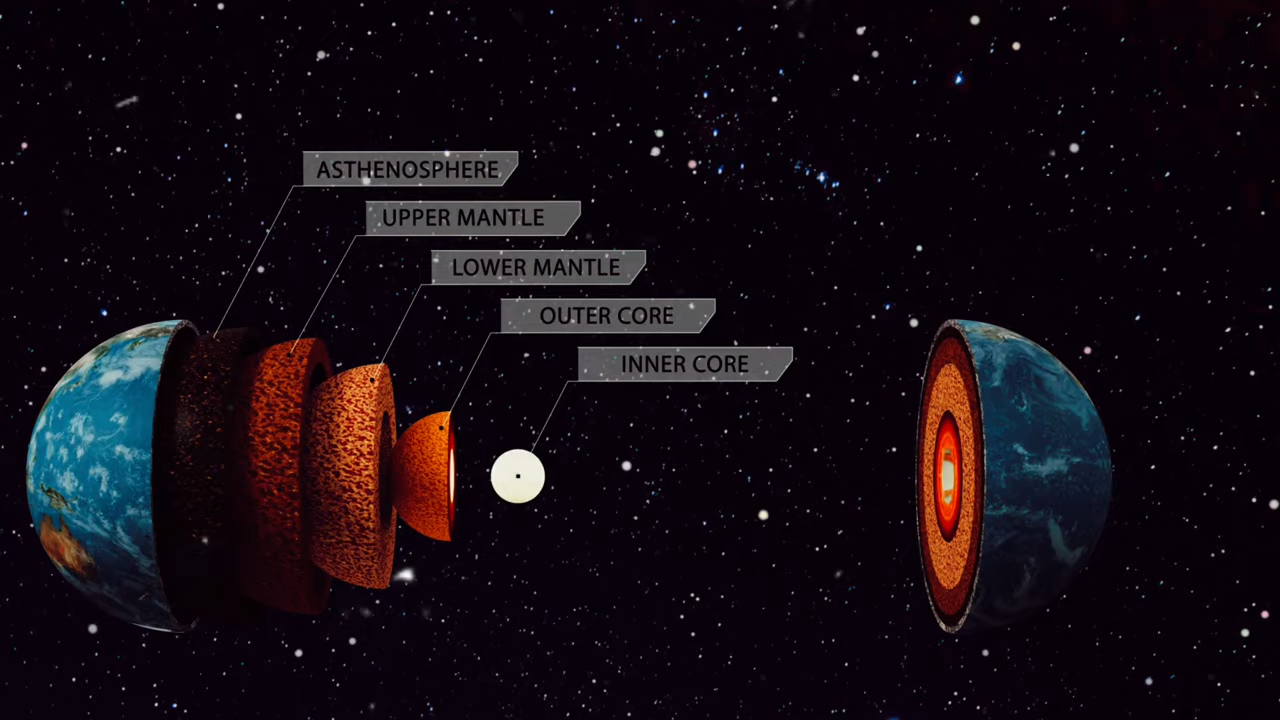 ASTHENOSPHERE
UPPER MANTLE
LOWER MANTLE
OUTER CORE
INNER CORE